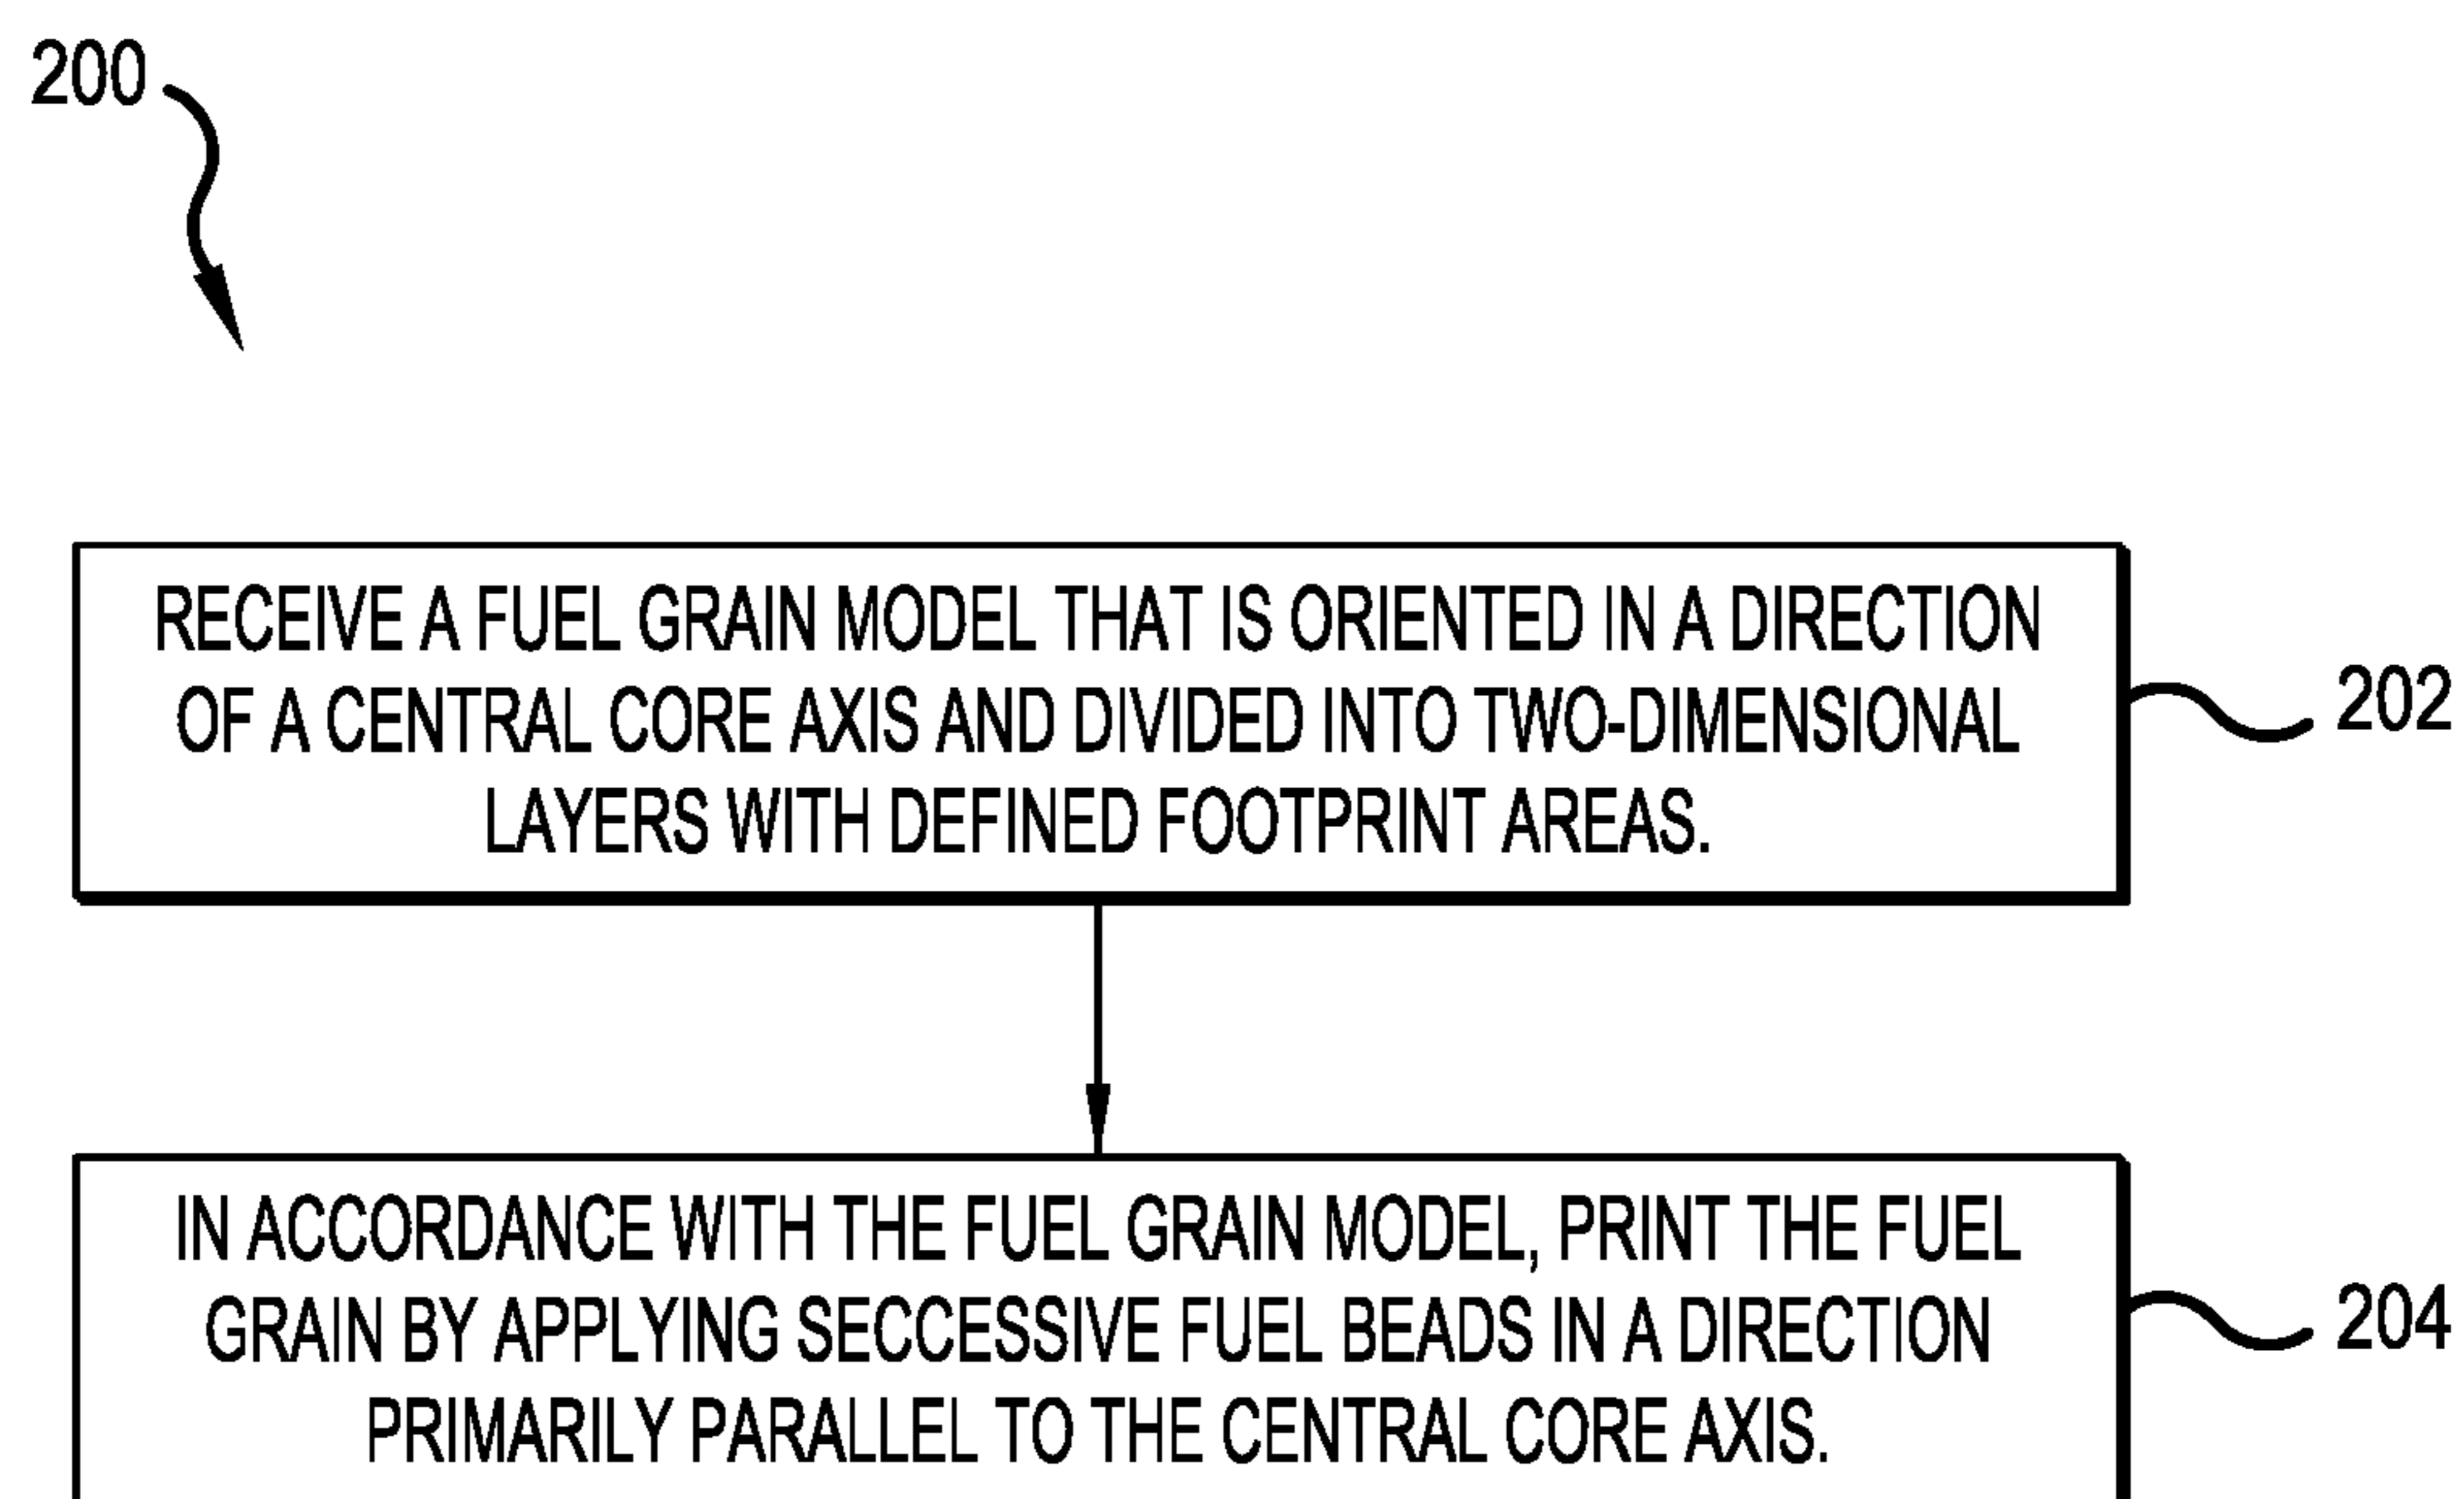 200
RECEIVE A FUEL GRAIN MODEL THAT IS ORIENTED IN A DIRECTION
OF A CENTRAL CORE AXIS AND DIVIDED INTO TWO-DIMENSIONAL
LAYERS WITH DEFINED FOOTPRINT AREAS.
202
IN ACCORDANCE WITH THE FUEL GRAIN MODEL, PRINT THE FUEL
GRAIN BY APPLYING SECCESSIVE FUEL BEADS IN A DIRECTION
PRIMARILY PARALLEL TO THE CENTRAL CORE AXIS.
204